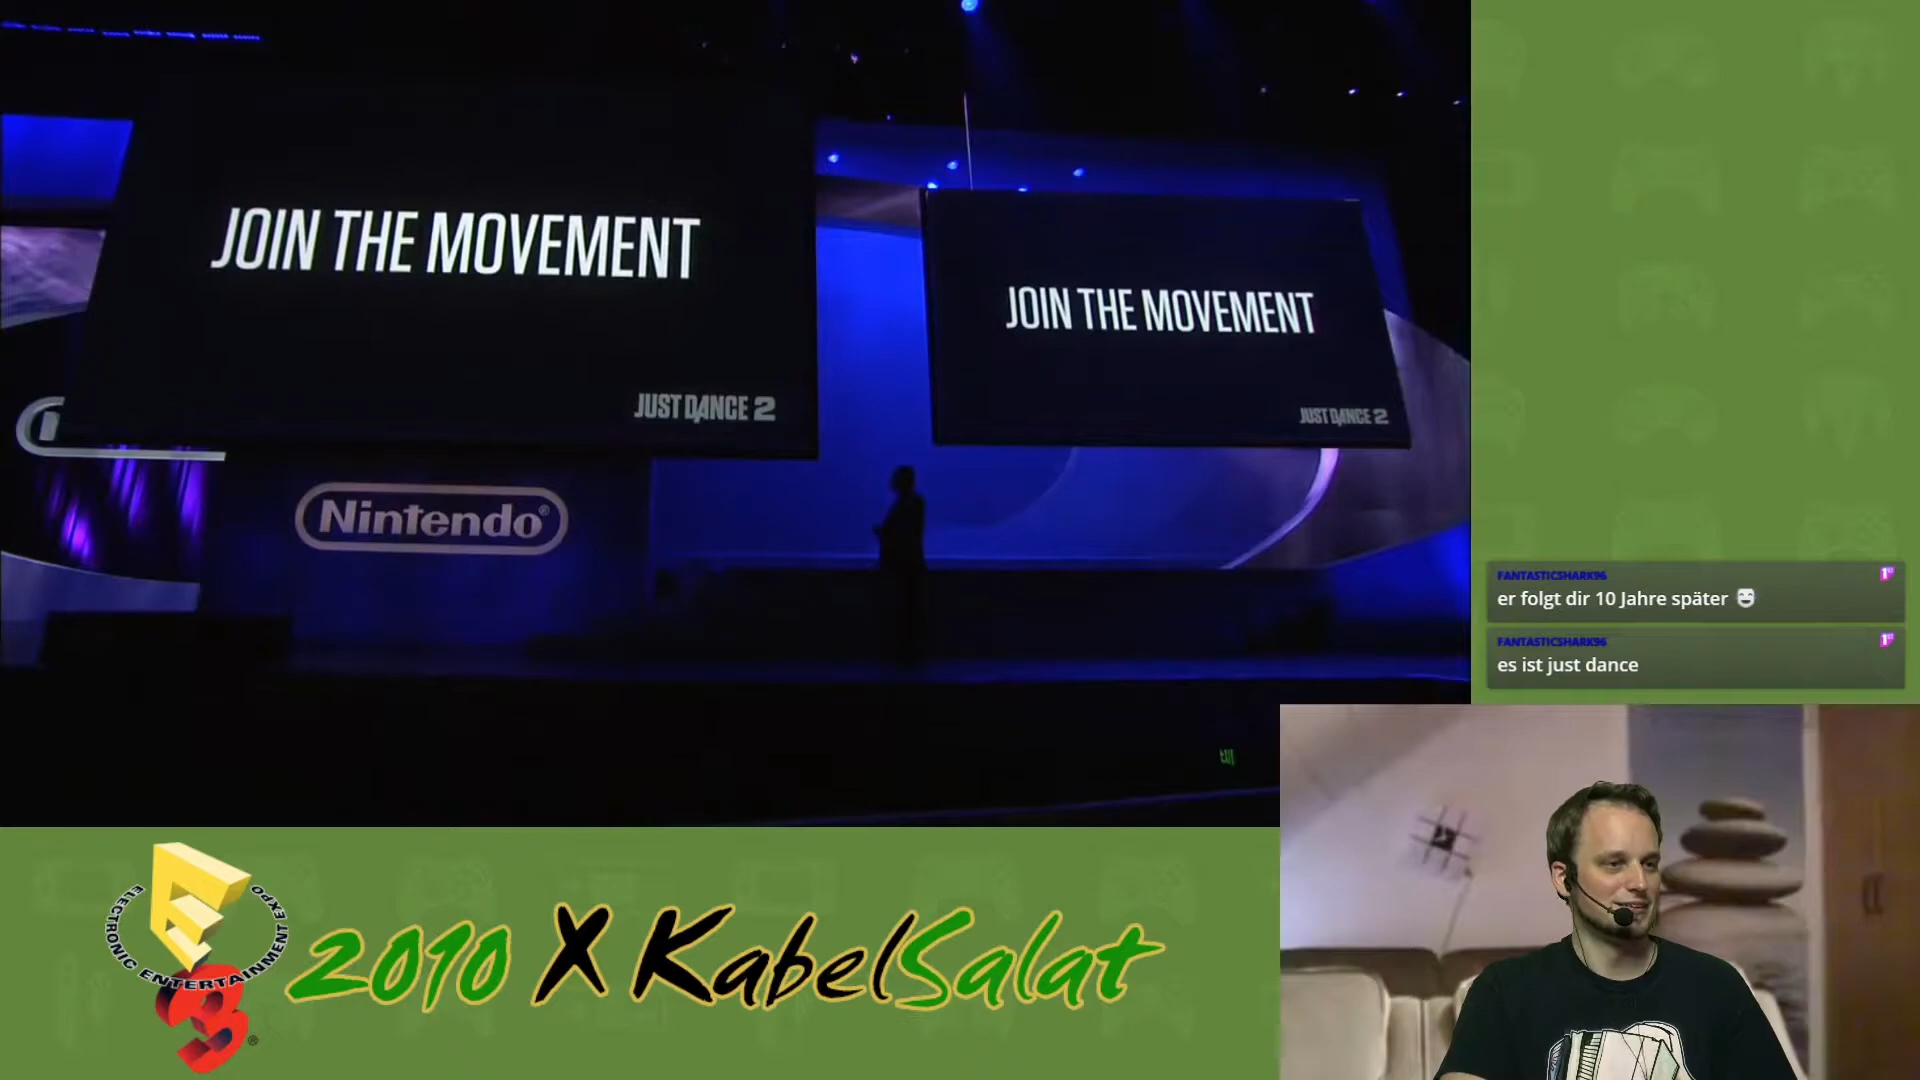 JOIN THE MOVEMENT
JUST DANCE 2
JOIN THE MOVEMENT
JUST DANCE 2
Nintendo®
FANTASTICSHARK96
er folgt dir 10 Jahre später
FANTASTICSHARK96
es ist just dance
E3
ELECTRONIC ENTERTAINMENT EXPO
2010 X KabelSalat